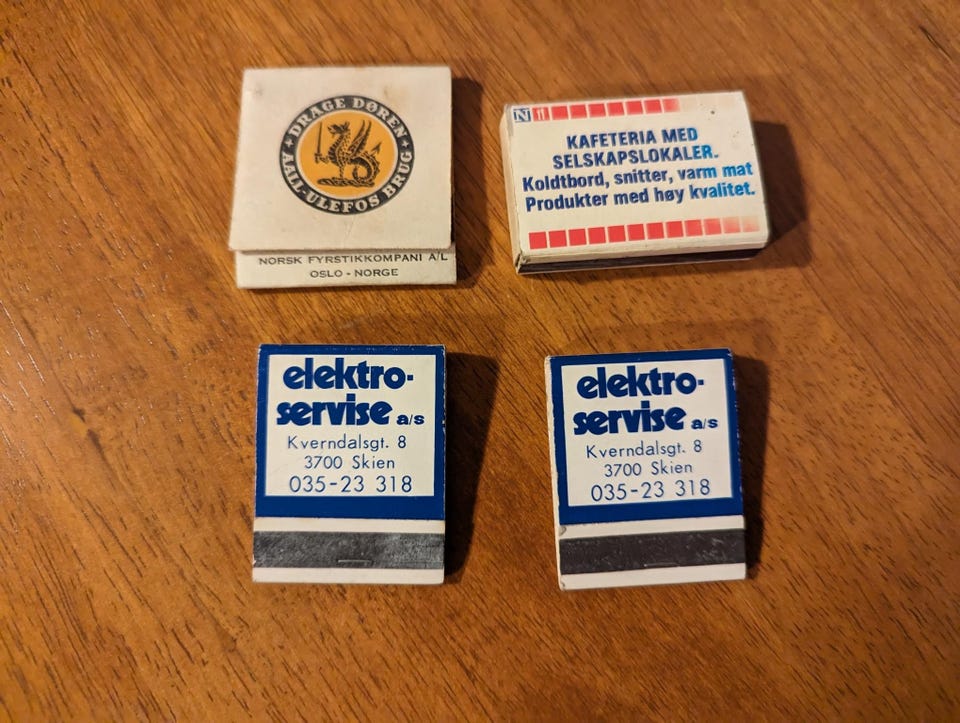 DRAGE DØREN
AALL-ULEFOS BRUG
NORSK FYRSTIKKOMPANI A/L
OSLO - NORGE
N
KAFETERIA MED
SELSKAPSLOKALER.
Koldtbord, snitter, varm mat
Produkter med høy kvalitet.
elektro-
servise a/s
Kverndalsgt. 8
3700 Skien
035-23 318
elektro-
servise a/s
Kverndalsgt. 8
3700 Skien
035-23 318